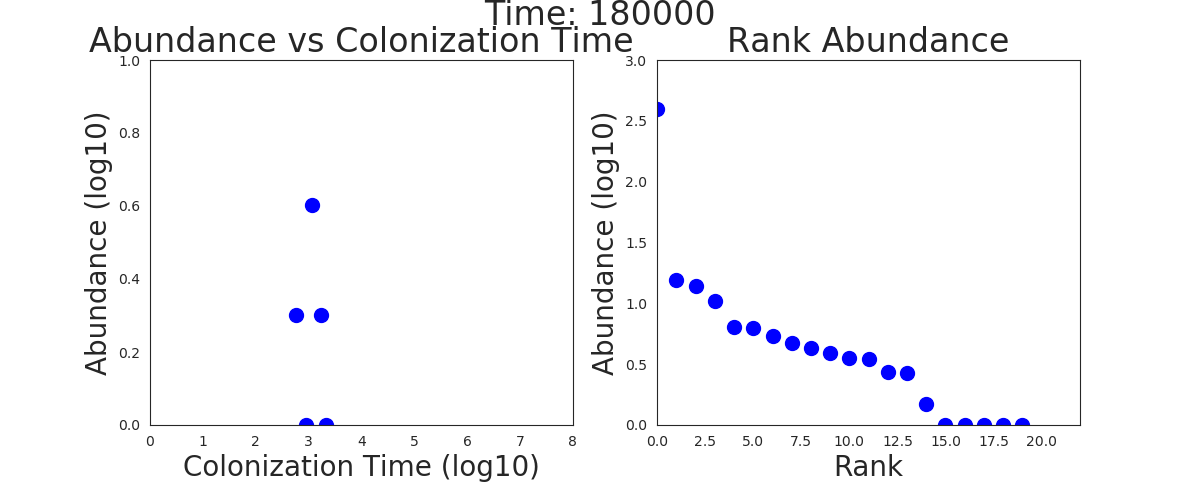 Time: 180000
Abundance vs Colonization Time
Rank Abundance
1.0
0.8
0.6
0.4
0.2
0.0
Abundance (log10)
0 1 2 3 4 5 6 7 8
Colonization Time (log10)
3.0
2.5
2.0
1.5
1.0
0.5
0.0
Abundance (log10)
0.0 2.5 5.0 7.5 10.0 12.5 15.0 17.5 20.0
Rank